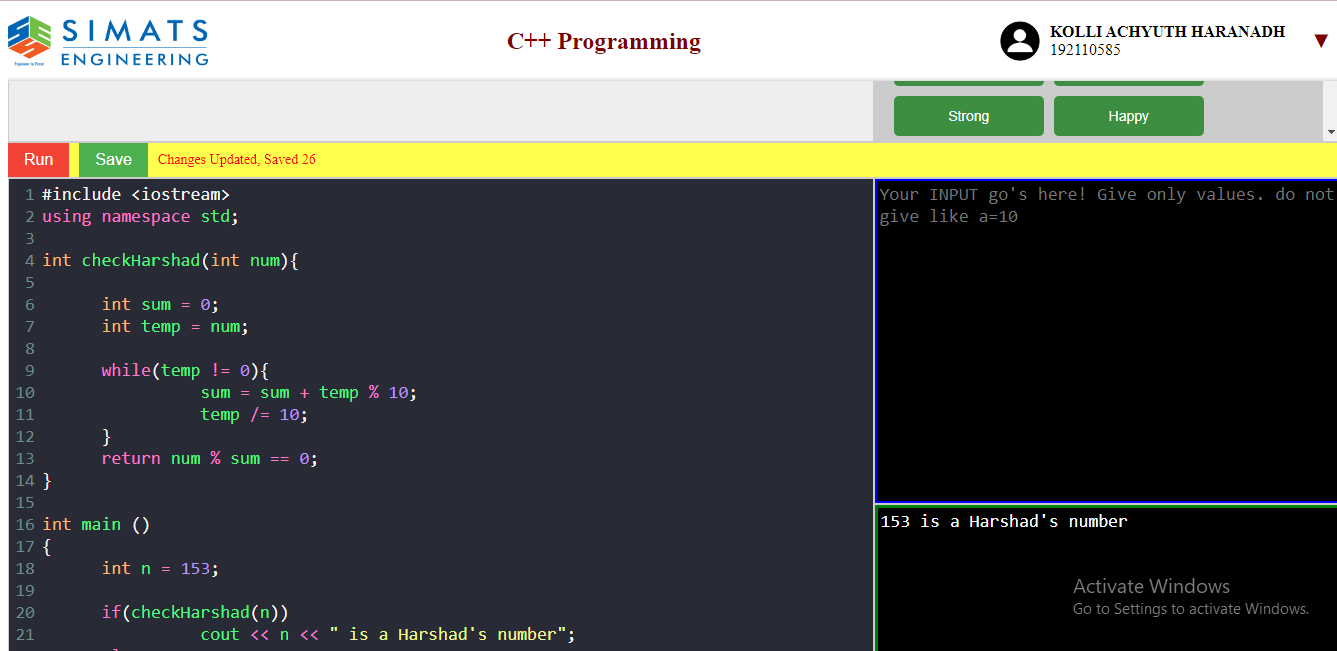 SIMATS
ENGINEERING
Engineer to Excel
C++ Programming
KOLLI ACHYUTH HARANADH
192110585
Strong
Happy
Run
Save
Changes Updated, Saved 26
1 #include <iostream>
2 using namespace std;
3
4 int checkHarshad(int num){
5
6 int sum = 0;
7 int temp = num;
8
9 while(temp != 0){
10 sum = sum + temp % 10;
11 temp /= 10;
12 }
13 return num % sum == 0;
14 }
15
16 int main ()
17 {
18 int n = 153;
19
20 if(checkHarshad(n))
21 cout << n << " is a Harshad's number";
Your INPUT go's here! Give only values. do not
give like a=10
153 is a Harshad's number
Activate Windows
Go to Settings to activate Windows.